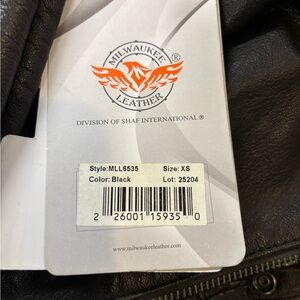 MILWAUKEE
®
LEATHER
DIVISION OF SHAF INTERNATIONAL®
Style:MLL6535 Size: XS
Color: Black Lot: 25204
2 26001 15935 0
www.milwaukeeleather.com